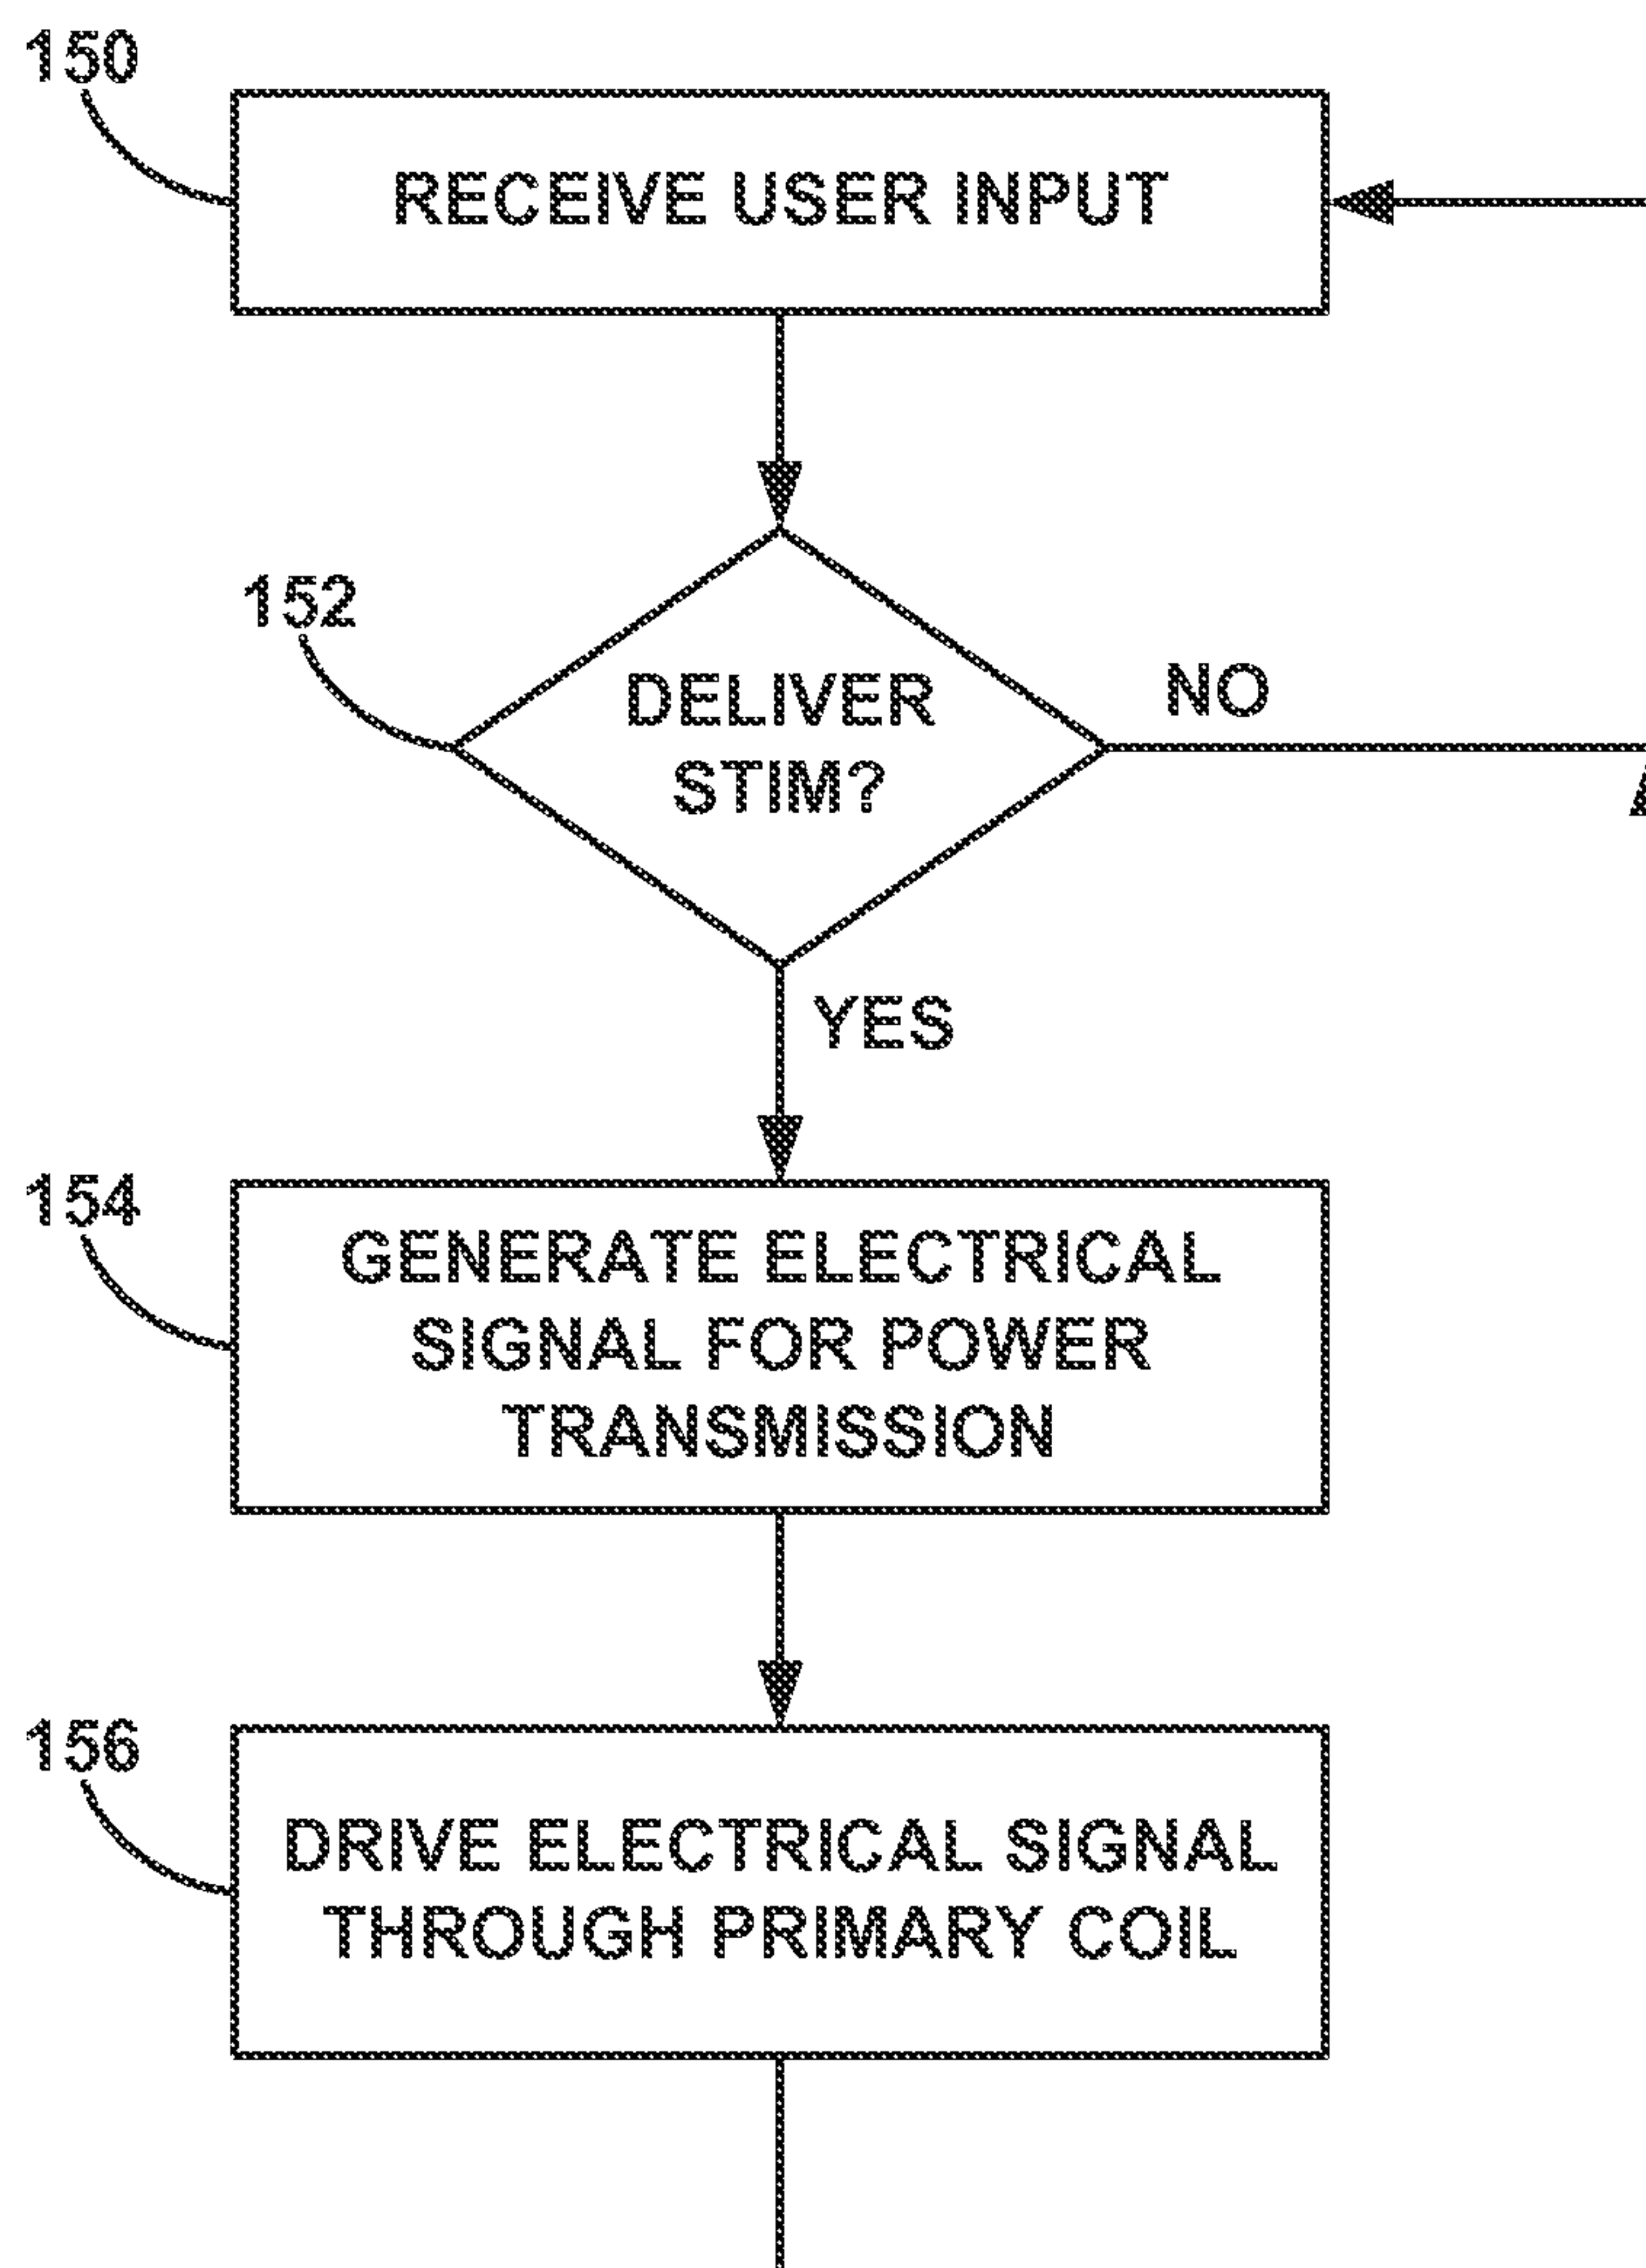 150
RECEIVE USER INPUT
152
DELIVER
STIM?
NO
YES
154
GENERATE ELECTRICAL
SIGNAL FOR POWER
TRANSMISSION
156
DRIVE ELECTRICAL SIGNAL
THROUGH PRIMARY COIL